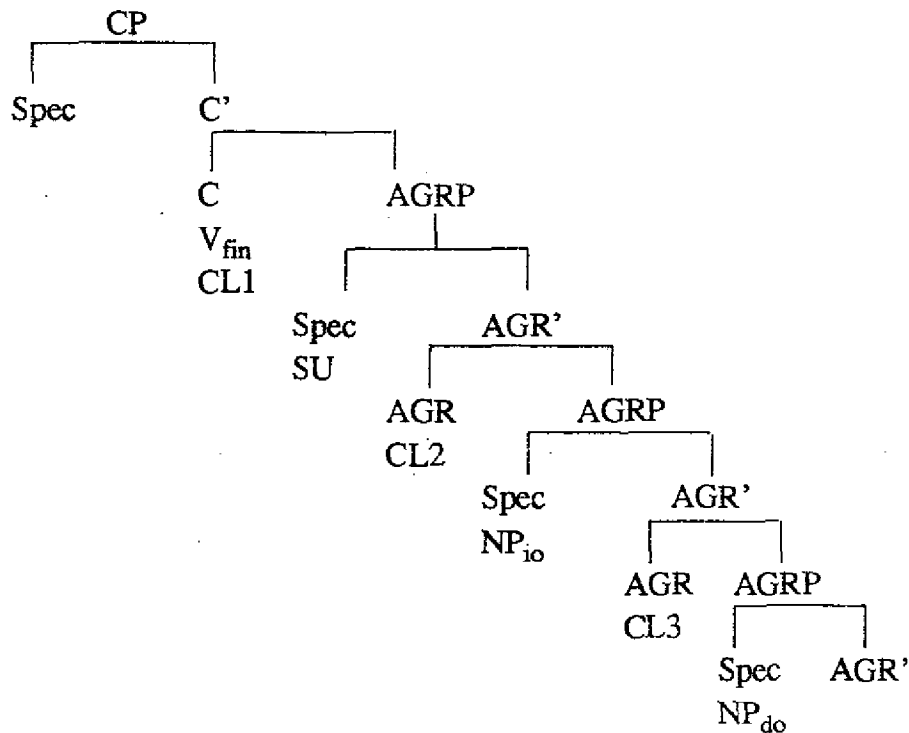 CP
Spec C'
C AGRP
V_fin
CL1
Spec AGR'
SU
AGR AGRP
CL2
Spec AGR'
NP_io
AGR AGRP
CL3
Spec AGR'
NP_do